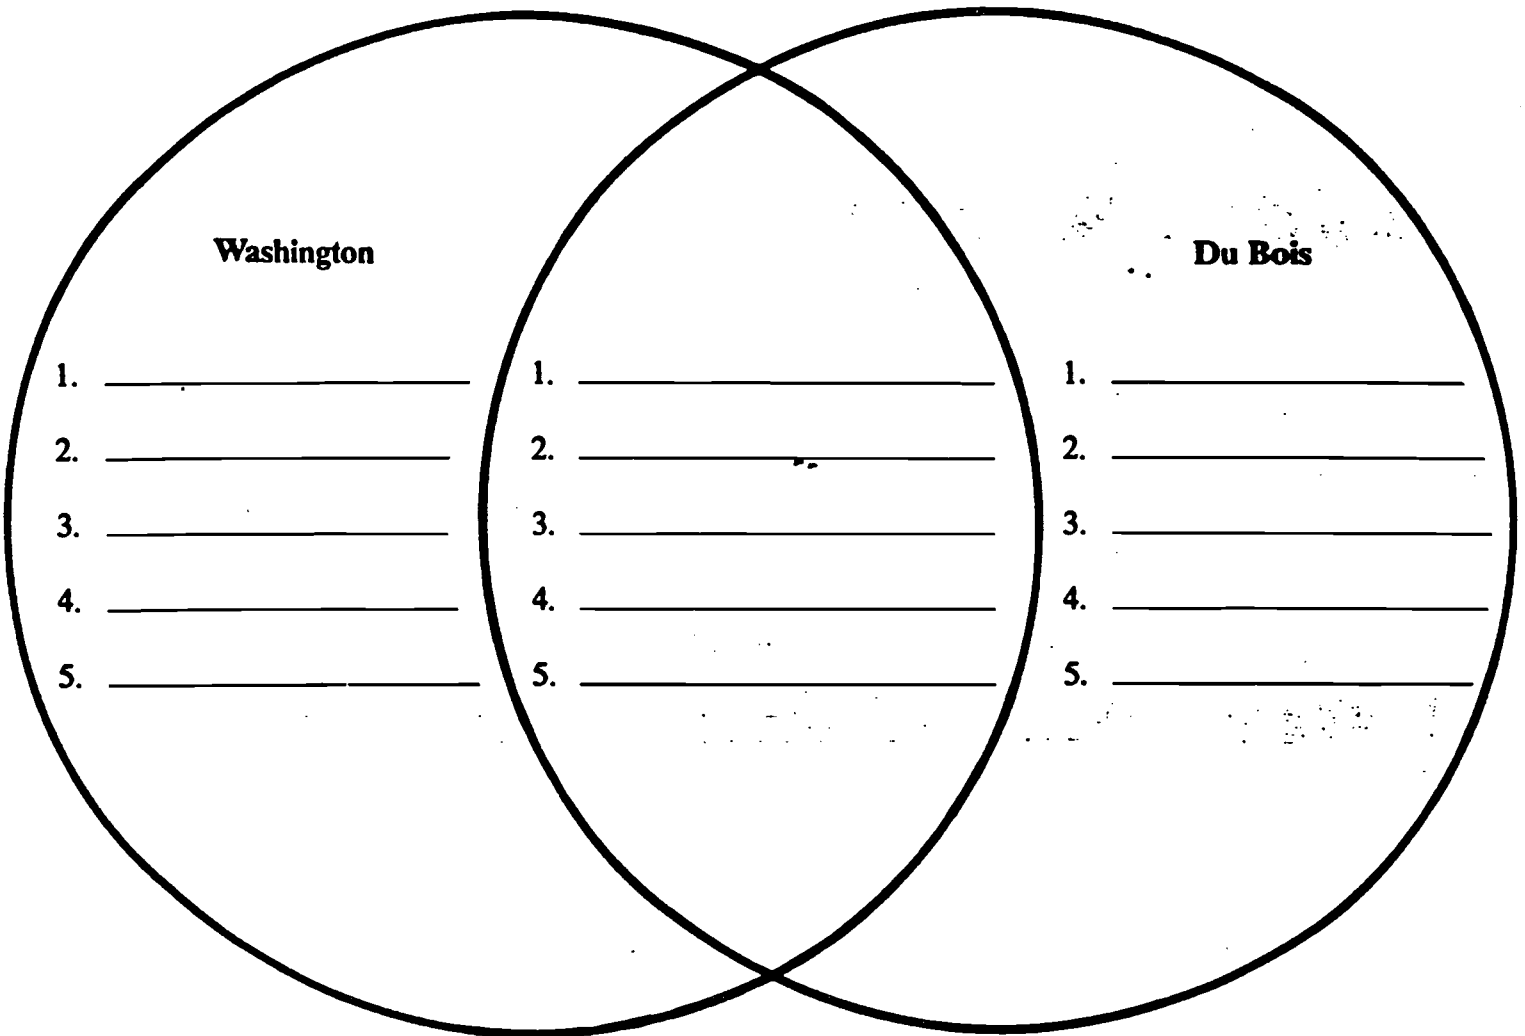 Washington Du Bois
1. 1. 1.
2. 2. 2.
3. 3. 3.
4. 4. 4.
5. 5. 5.